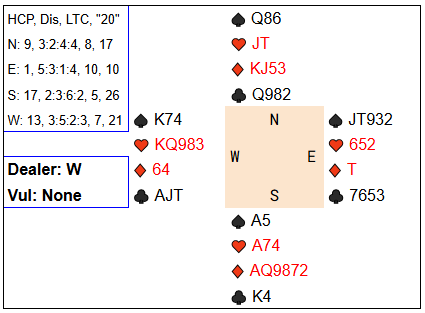 HCP, Dis, LTC, "20"
N: 9, 3:2:4:4, 8, 17
E: 1, 5:3:1:4, 10, 10
S: 17, 2:3:6:2, 5, 26
W: 13, 3:5:2:3, 7, 21
Dealer: W
Vul: None
♠ Q86
♥ JT
♦ KJ53
♣ Q982
♠ K74
♥ KQ983
♦ 64
♣ AJT
N
W E
S
♠ JT932
♥ 652
♦ T
♣ 7653
♠ A5
♥ A74
♦ AQ9872
♣ K4